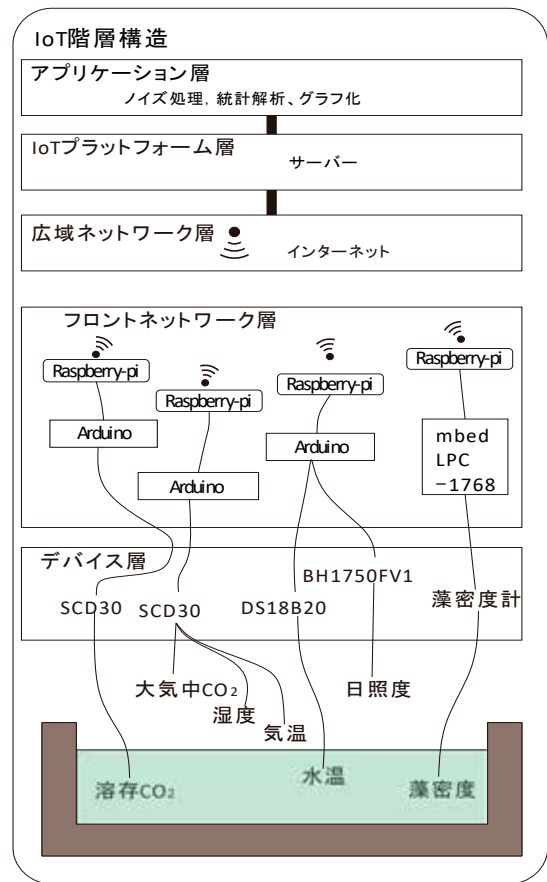 IoT階層構造
アプリケーション層
ノイズ処理, 統計解析、グラフ化
IoTプラットフォーム層
サーバー
広域ネットワーク層
インターネット
フロントネットワーク層
Raspberry-pi
Raspberry-pi
Raspberry-pi
Raspberry-pi
Arduino
Arduino
Arduino
mbed
LPC
-1768
デバイス層
SCD30
SCD30
DS18B20
BH1750FV1
藻密度計
大気中CO₂
湿度
気温
日照度
溶存CO₂
水温
藻密度